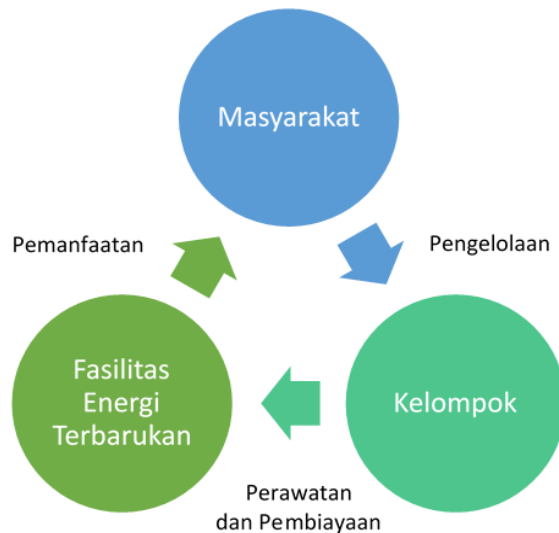 Masyarakat
Pemanfaatan
Pengelolaan
Fasilitas
Energi
Terbarukan
Kelompok
Perawatan
dan Pembiayaan